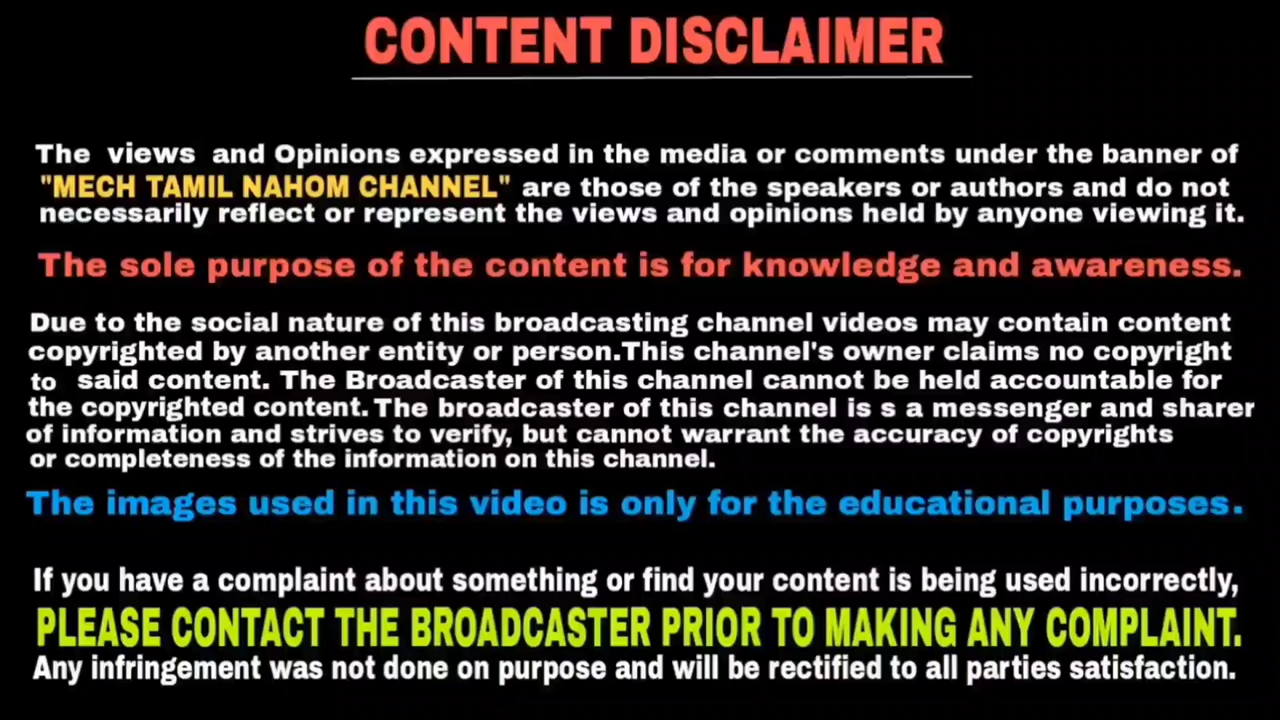 CONTENT DISCLAIMER
The views and Opinions expressed in the media or comments under the banner of
"MECH TAMIL NAHOM CHANNEL" are those of the speakers or authors and do not
necessarily reflect or represent the views and opinions held by anyone viewing it.
The sole purpose of the content is for knowledge and awareness.
Due to the social nature of this broadcasting channel videos may contain content
copyrighted by another entity or person.This channel's owner claims no copyright
to said content. The Broadcaster of this channel cannot be held accountable for
the copyrighted content. The broadcaster of this channel is s a messenger and sharer
of information and strives to verify, but cannot warrant the accuracy of copyrights
or completeness of the information on this channel.
The images used in this video is only for the educational purposes.
If you have a complaint about something or find your content is being used incorrectly,
PLEASE CONTACT THE BROADCASTER PRIOR TO MAKING ANY COMPLAINT.
Any infringement was not done on purpose and will be rectified to all parties satisfaction.